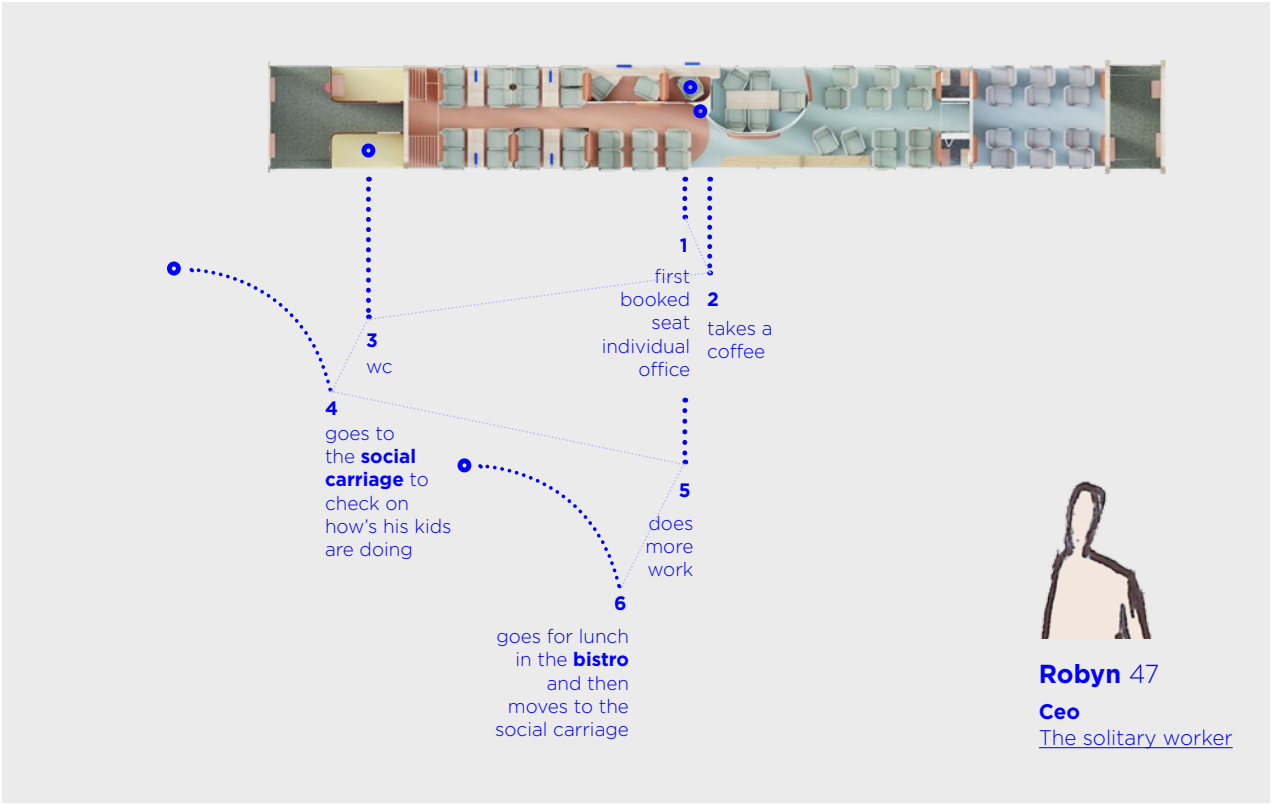 1
first
booked
seat
individual
office
2
takes a
coffee
3
wc
4
goes to
the social
carriage to
check on
how's his kids
are doing
5
does
more
work
6
goes for lunch
in the bistro
and then
moves to the
social carriage
Robyn 47
Ceo
The solitary worker